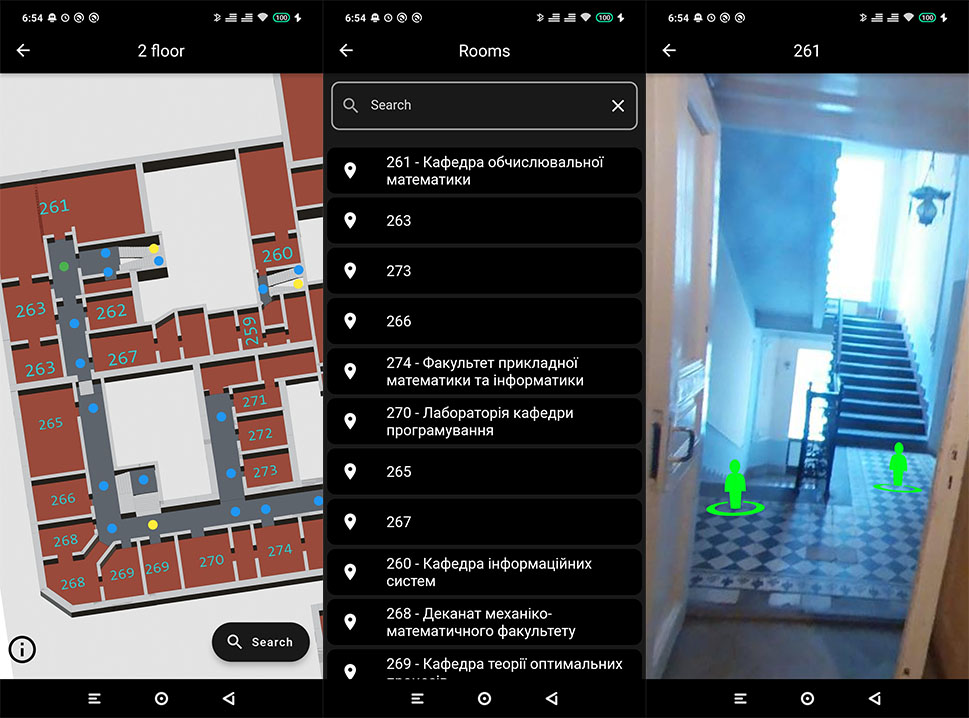 6:54
100
2 floor
261
260
263
262
259
267
263
265
271
272
273
266
268
268
269
269
270
274
Search
6:54
100
Rooms
Search
261 - Кафедра обчислювальної
математики
263
273
266
274 - Факультет прикладної
математики та інформатики
270 - Лабораторія кафедри
програмування
265
267
260 - Кафедра інформаційних
систем
268 - Деканат механіко-
математичного факультету
269 - Кафедра теорії оптимальних
6:54
100
261